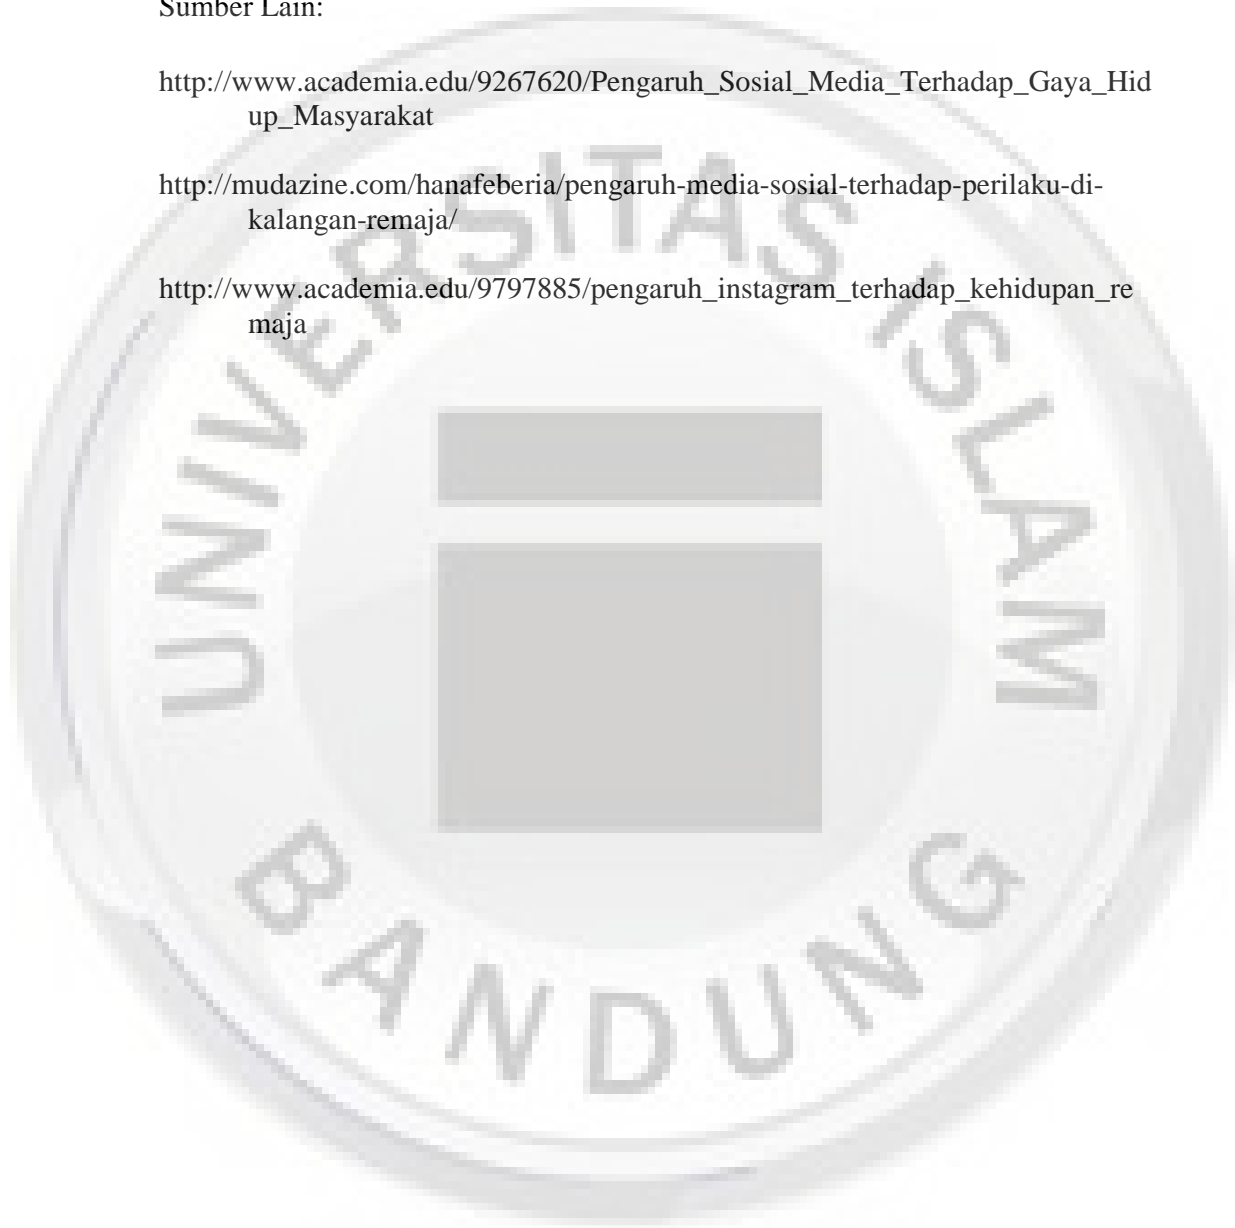 Sumber Lain:
http://www.academia.edu/9267620/Pengaruh_Sosial_Media_Terhadap_Gaya_Hid
up_Masyarakat
http://mudazine.com/hanafeberia/pengaruh-media-sosial-terhadap-perilaku-di-
kalangan-remaja/
http://www.academia.edu/9797885/pengaruh_instagram_terhadap_kehidupan_re
maja
UNIVERSITAS ISLAM
BANDUNG